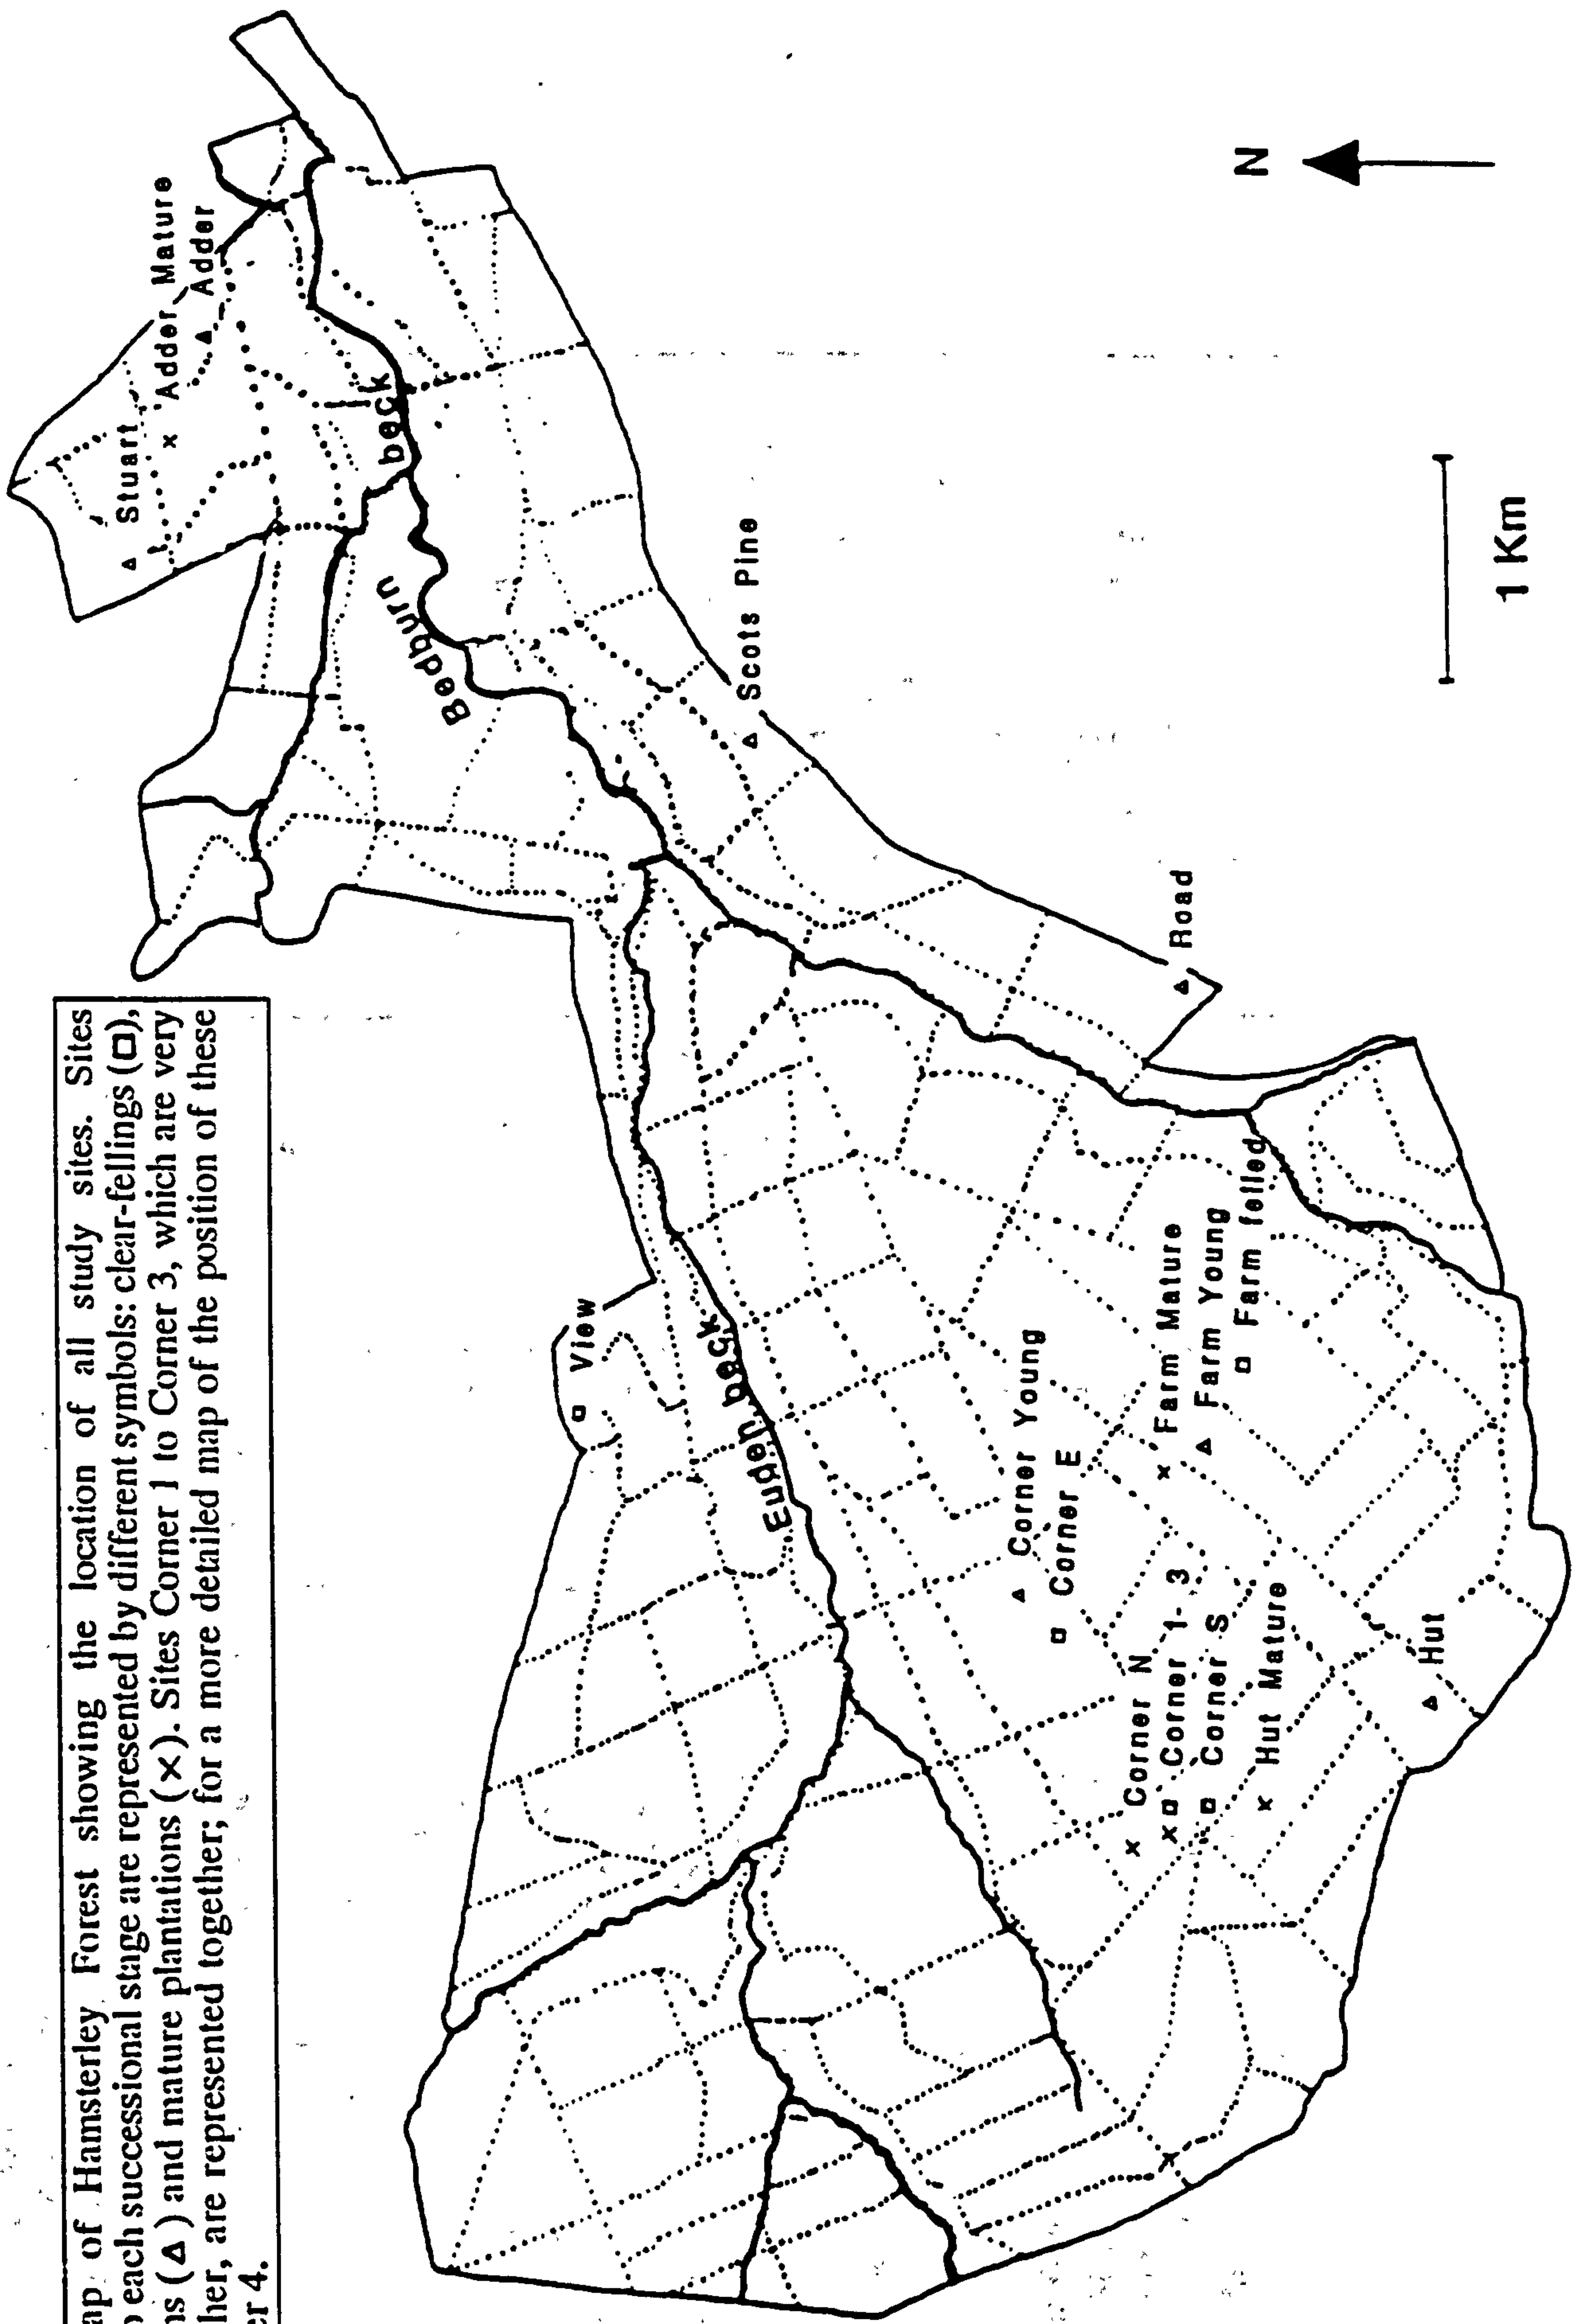 ap of Hamsterley Forest showing the location of all study sites. Sites
o each successional stage are represented by different symbols: clear-fellings (□),
ns (△) and mature plantations (×). Sites Corner 1 to Corner 3, which are very
her, are represented together; for a more detailed map of the position of these
er 4.
△ Stuart
× Adder Mature
△ Adder
Bedburn
beck
△ Scots Pine
△ Road
□ View
Euden beck
△ Corner Young
□ Corner E
× Farm Mature
△ Farm Young
□ Farm felled
× Corner N
×□ Corner 1-3
□ Corner S
× Hut Mature
△ Hut
N
1 Km